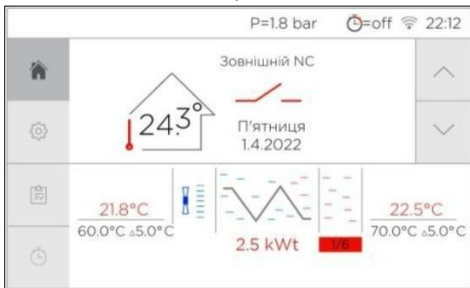 P=1.8 bar
=off
22:12
Зовнішній NC
24.3°
П'ятниця
1.4.2022
21.8°C
60.0°C ▵5.0°C
2.5 kWt
1/6
22.5°C
70.0°C ▵5.0°C